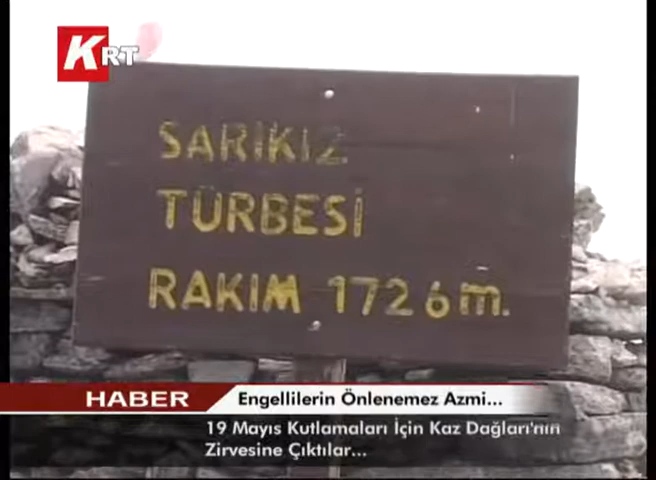 KRT
SARIKIZ
TÜRBESİ
RAKIM 1726m.
HABER
Engellilerin Önlenemez Azmi...
19 Mayıs Kutlamaları İçin Kaz Dağları'nın
Zirvesine Çıktılar...